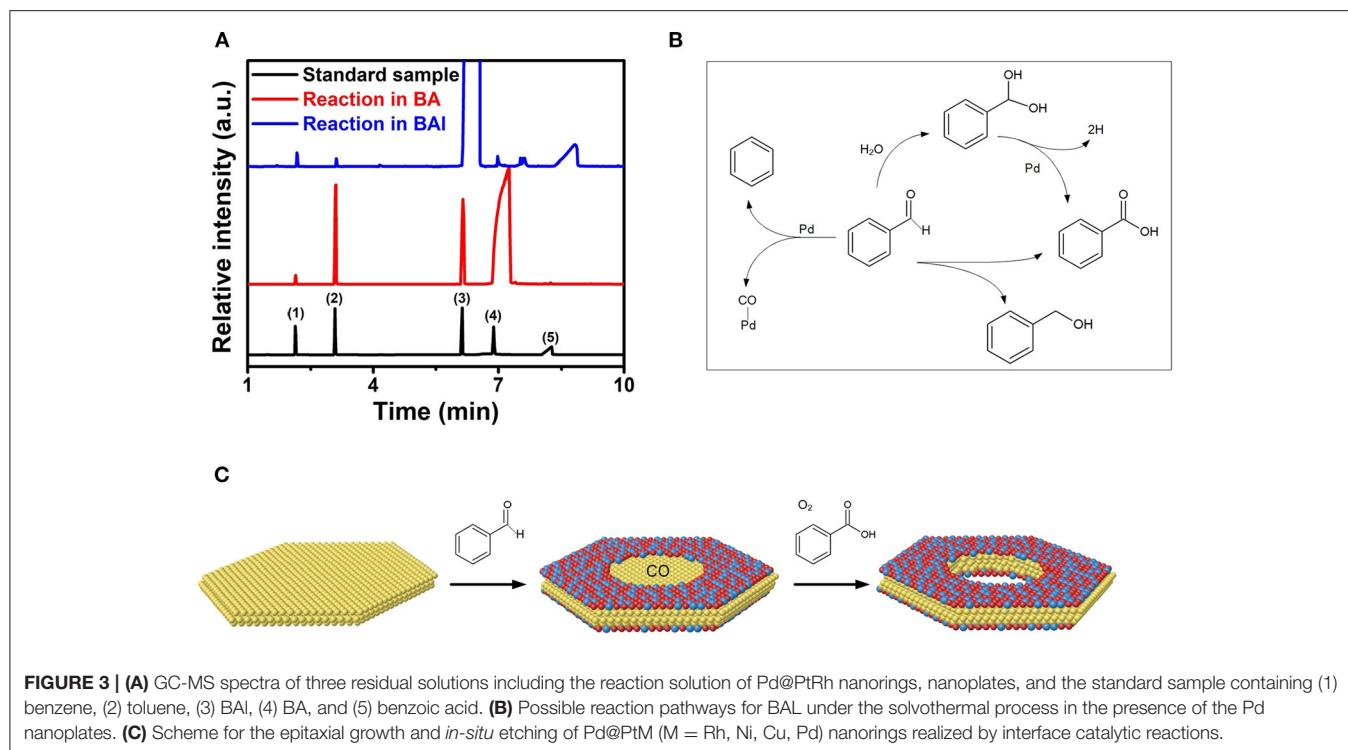 A
Standard sample
Reaction in BA
Reaction in BAl
Relative intensity (a.u.)
(1)
(2)
(3)
(4)
(5)
1
4
7
10
Time (min)
B
OH
OH
H₂O
2H
Pd
O
H
Pd
CO
Pd
O
OH
OH
C
O
H
CO
O₂
O
OH
FIGURE 3 | (A) GC-MS spectra of three residual solutions including the reaction solution of Pd@PtRh nanorings, nanoplates, and the standard sample containing (1)
benzene, (2) toluene, (3) BAl, (4) BA, and (5) benzoic acid. (B) Possible reaction pathways for BAL under the solvothermal process in the presence of the Pd
nanoplates. (C) Scheme for the epitaxial growth and in-situ etching of Pd@PtM (M = Rh, Ni, Cu, Pd) nanorings realized by interface catalytic reactions.